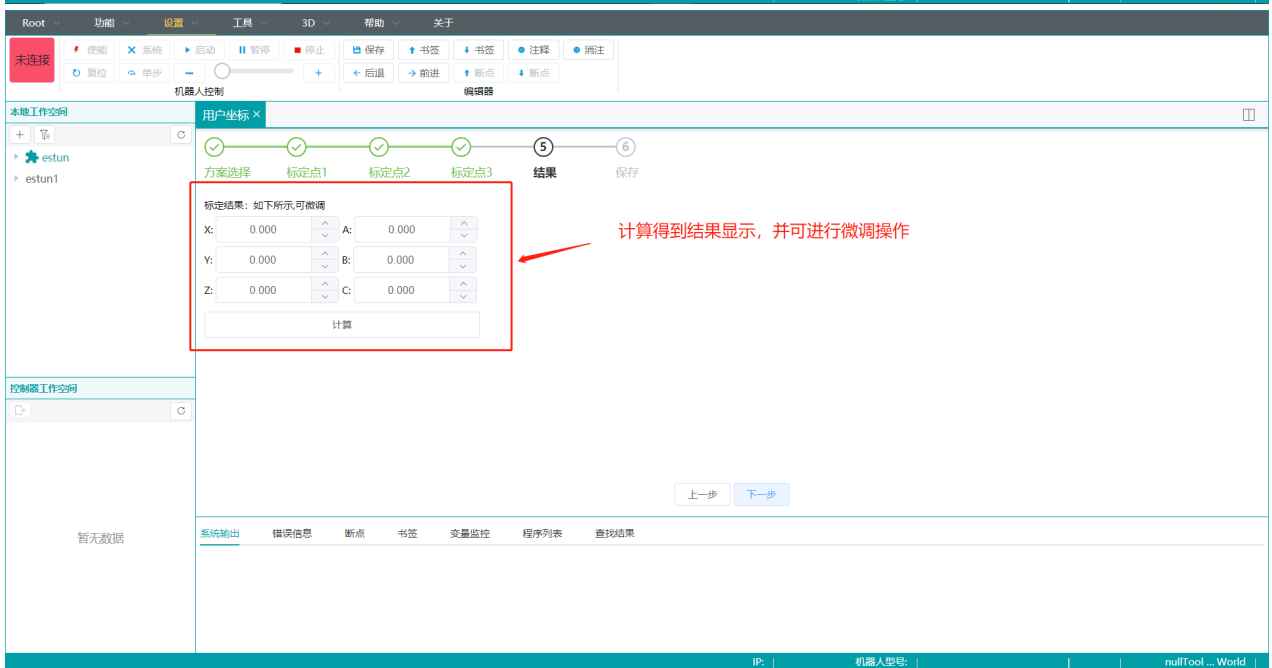 Root 功能 设置 工具 3D 帮助 关于
未连接 使能 系统 启动 暂停 停止 保存 书签 书签 注释 消注
复位 单步 后退 前进 断点 断点
机器人控制 编辑器
本地工作空间 用户坐标
estun
estun1
5 6
方案选择 标定点1 标定点2 标定点3 结果 保存
标定结果：如下所示,可微调
X: 0.000 A: 0.000
计算得到结果显示，并可进行微调操作
Y: 0.000 B: 0.000
Z: 0.000 C: 0.000
计算
控制器工作空间
上一步 下一步
暂无数据
系统输出 错误信息 断点 书签 变量监控 程序列表 查找结果
IP: | 机器人型号: | | | nullTool ... World |